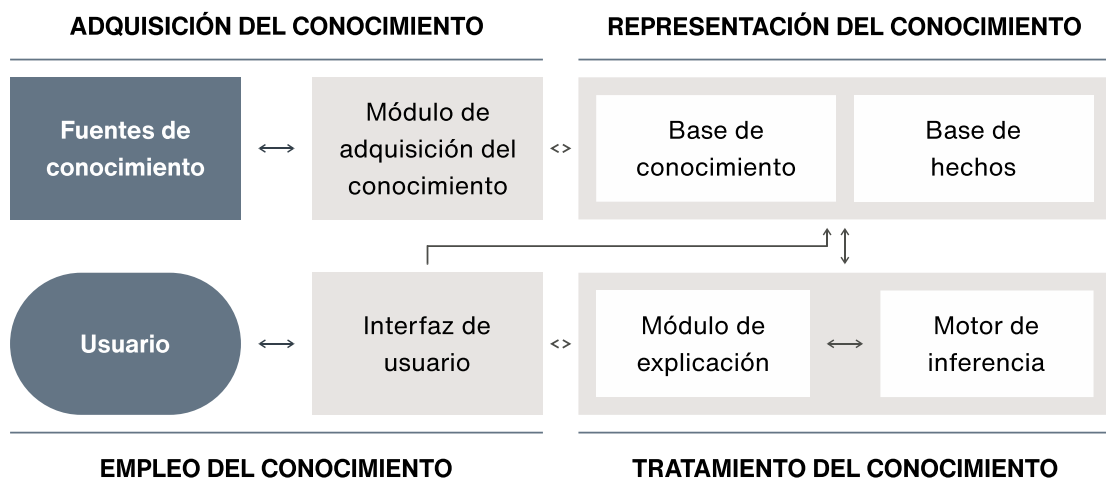 ADQUISICIÓN DEL CONOCIMIENTO
REPRESENTACIÓN DEL CONOCIMIENTO
Fuentes de
conocimiento
Módulo de
adquisición del
conocimiento
Base de
conocimiento
Base de
hechos
Usuario
Interfaz de
usuario
Módulo de
explicación
Motor de
inferencia
EMPLEO DEL CONOCIMIENTO
TRATAMIENTO DEL CONOCIMIENTO